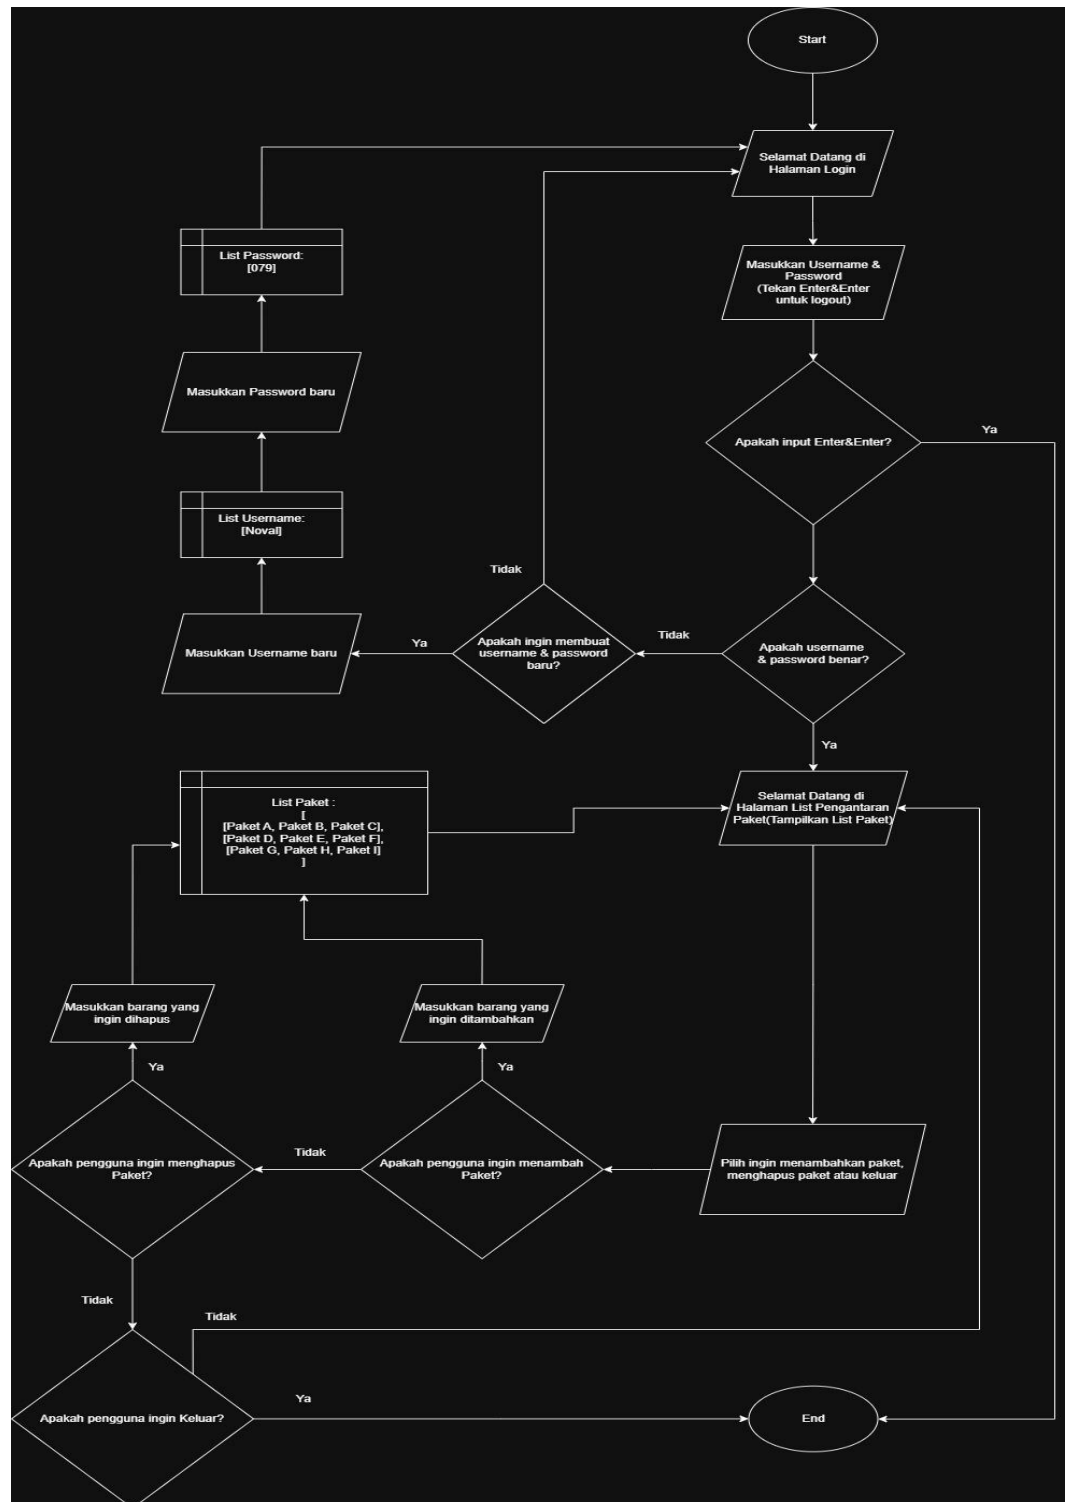 Start
Selamat Datang di
Halaman Login
Masukkan Username &
Password
(Tekan Enter&Enter
untuk logout)
Apakah input Enter&Enter?
Ya
Apakah username
& password benar?
Tidak
Apakah ingin membuat
username & password
baru?
Tidak
Ya
Masukkan Username baru
List Username:
[Noval]
Masukkan Password baru
List Password:
[079]
Ya
Selamat Datang di
Halaman List Pengantaran
Paket(Tampilkan List Paket)
List Paket :
[
[Paket A, Paket B, Paket C],
[Paket D, Paket E, Paket F],
[Paket G, Paket H, Paket I]
]
Pilih ingin menambahkan paket,
menghapus paket atau keluar
Apakah pengguna ingin menambah
Paket?
Ya
Masukkan barang yang
ingin ditambahkan
Tidak
Apakah pengguna ingin menghapus
Paket?
Ya
Masukkan barang yang
ingin dihapus
Tidak
Apakah pengguna ingin Keluar?
Tidak
Ya
End